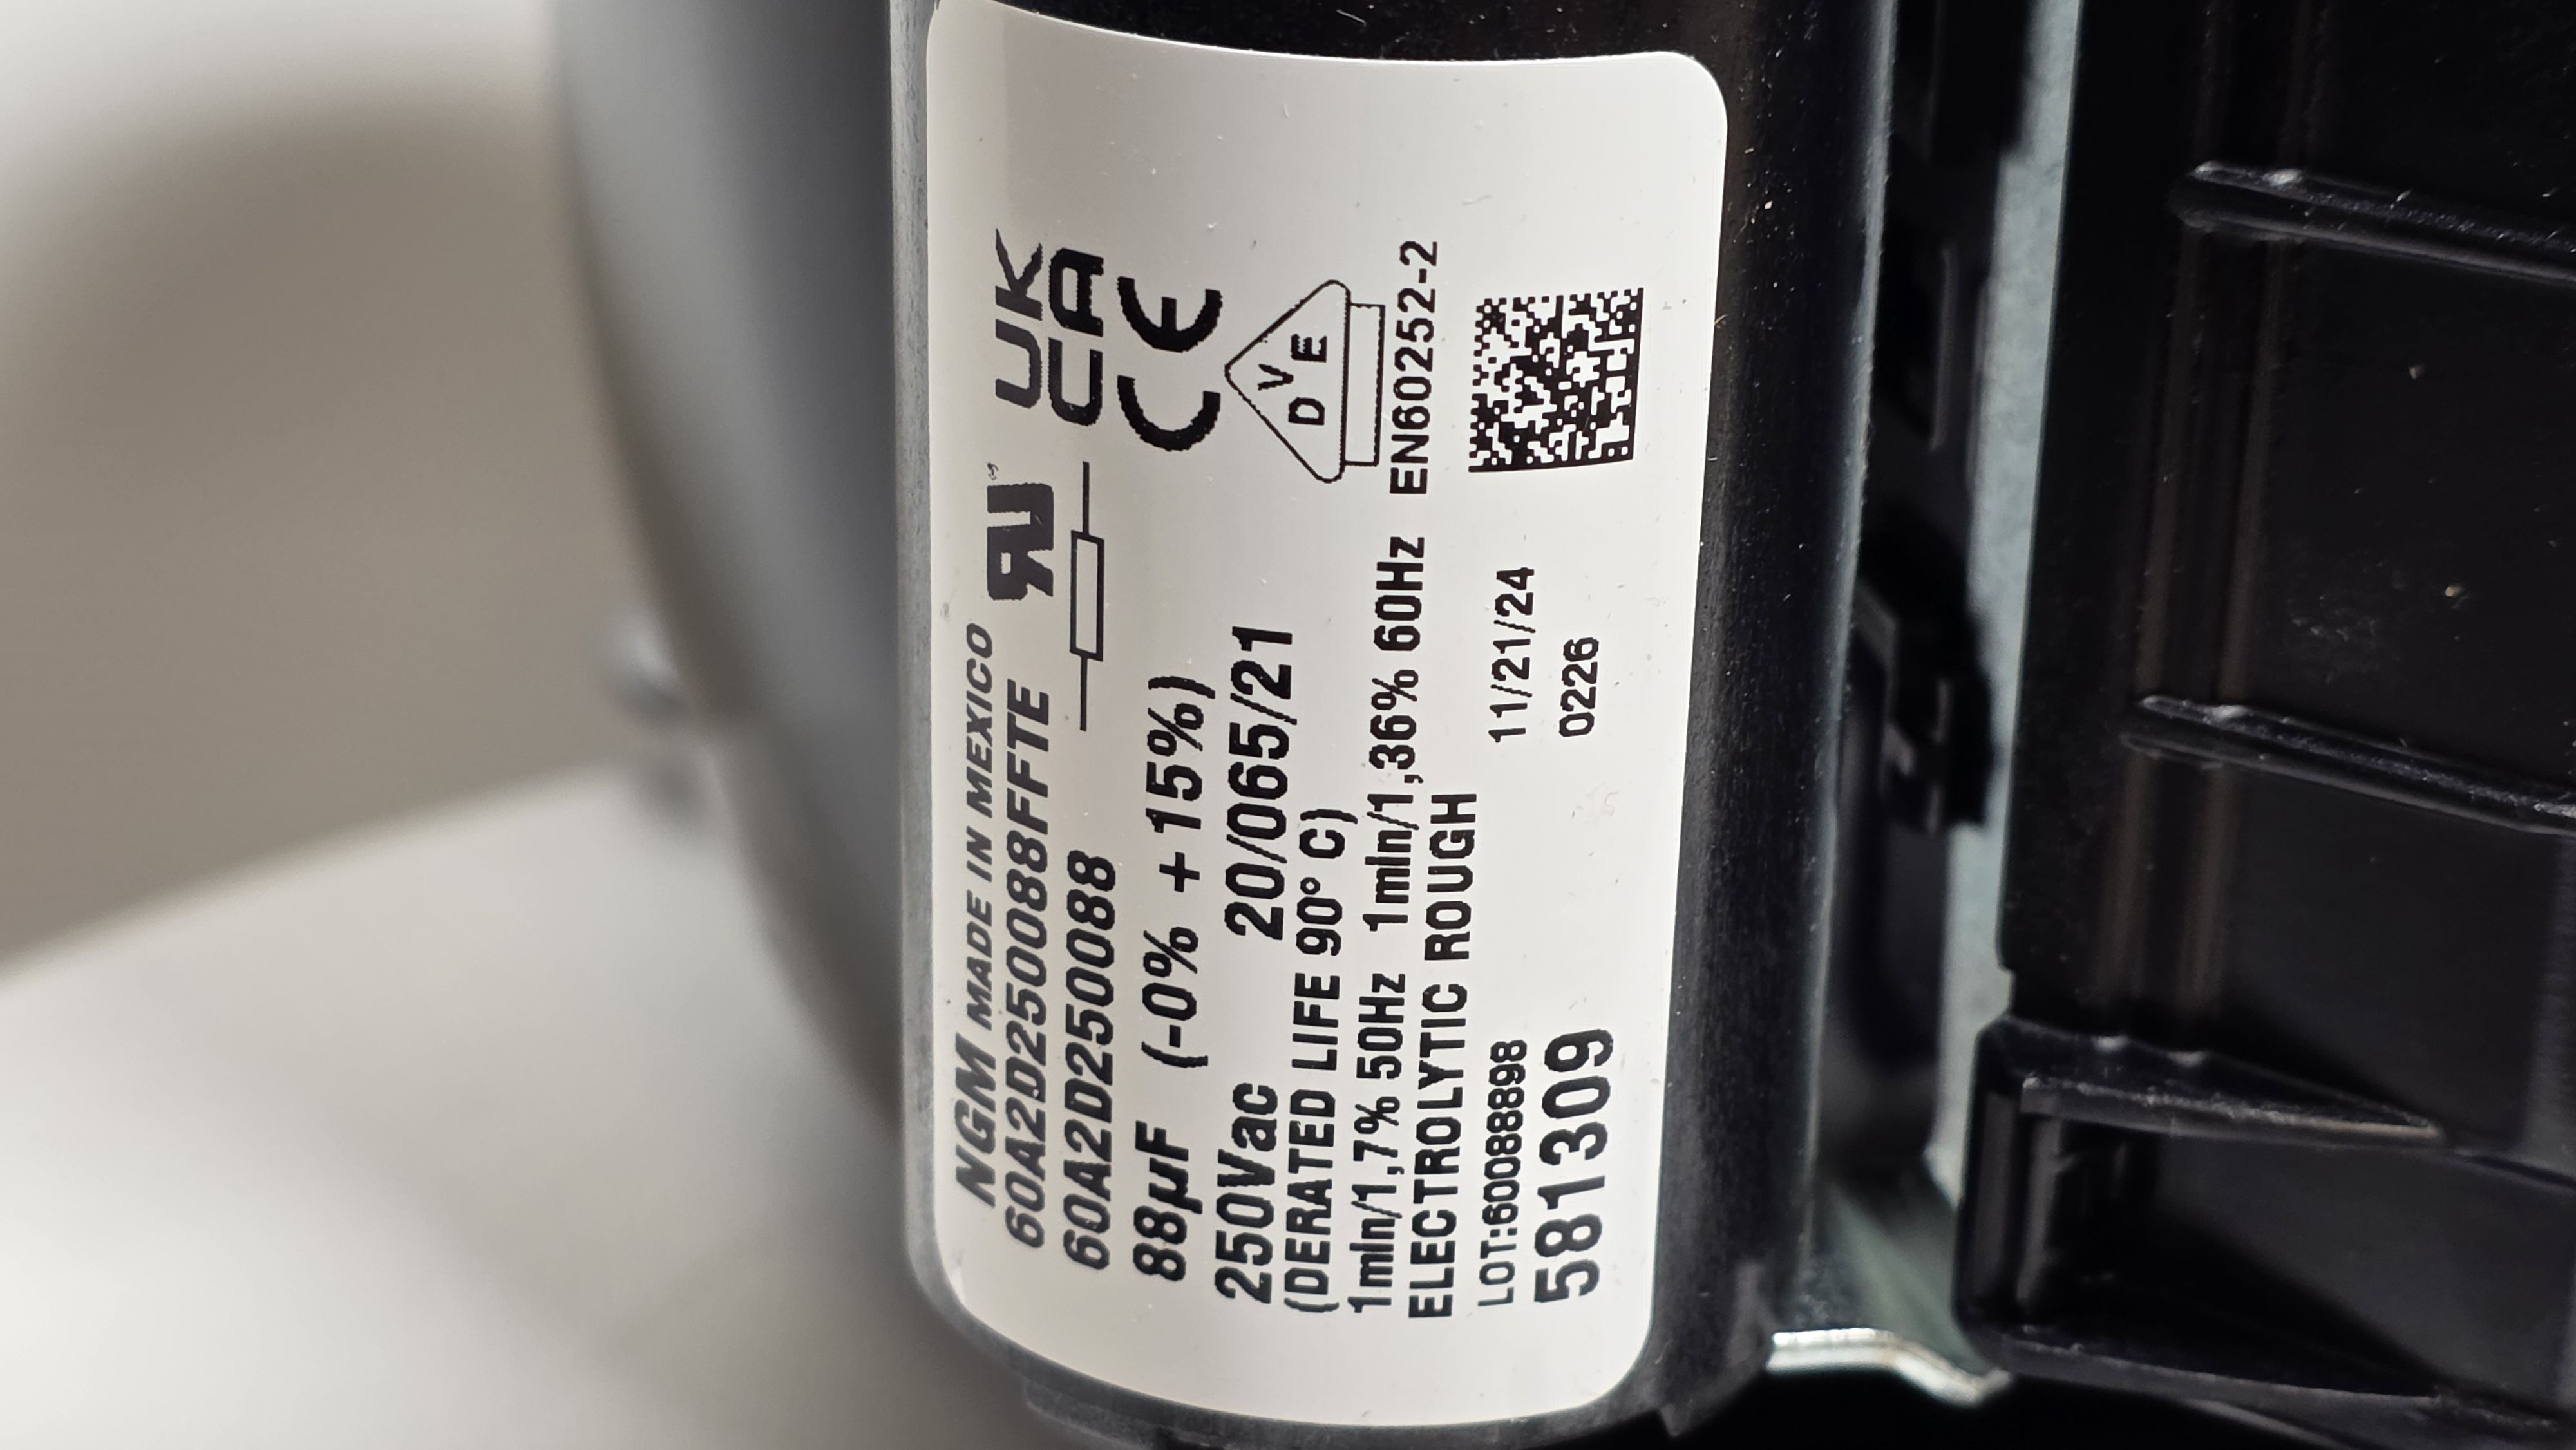 NGM MADE IN MEXICO
60A2D250088FFTE
60A2D250088
88µF (-0% +15%)
250Vac 20/065/21
(DERATED LIFE 90° C)
1min/1,7% 50Hz 1min/1,36% 60Hz EN60252-2
ELECTROLYTIC ROUGH
LOT:60088898 11/21/24
581309 0226
UK
CA
CE
VDE